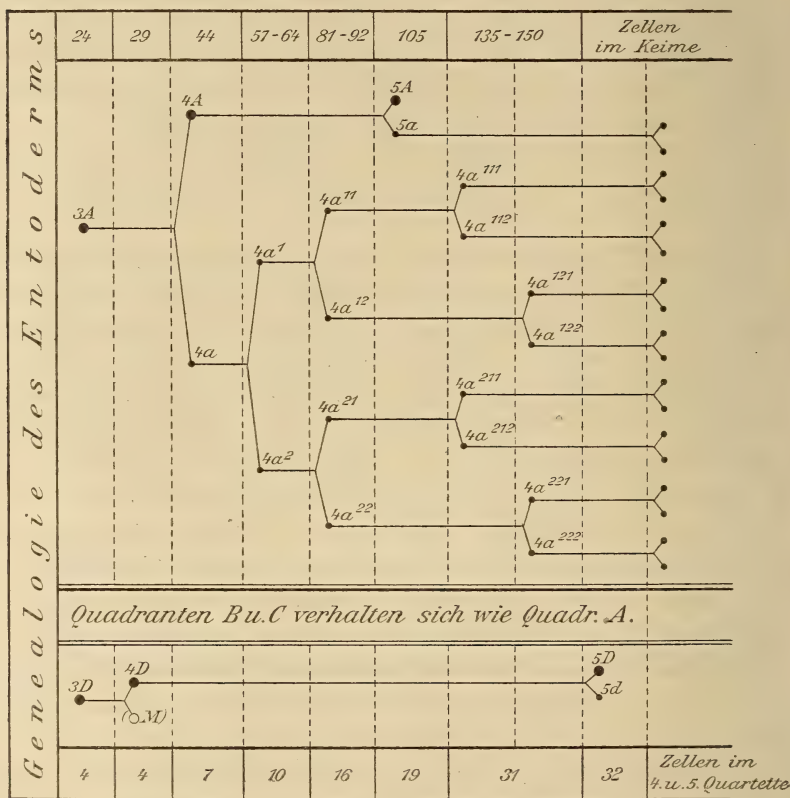 Genealogie des Entoderms
24 29 44 57-64 81-92 105 135-150 Zellen
im Keime
5A
4A
5a
4a¹¹¹
3A
4a¹¹
4a¹¹²
4a¹
4a¹²¹
4a¹²
4a¹²²
4a
4a²¹¹
4a²¹
4a²¹²
4a²
4a²²¹
4a²²
4a²²²
Quadranten B u. C verhalten sich wie Quadr. A.
4D
5D
3D
5d
(M)
4 4 7 10 16 19 31 32 Zellen im
4. u. 5. Quartette